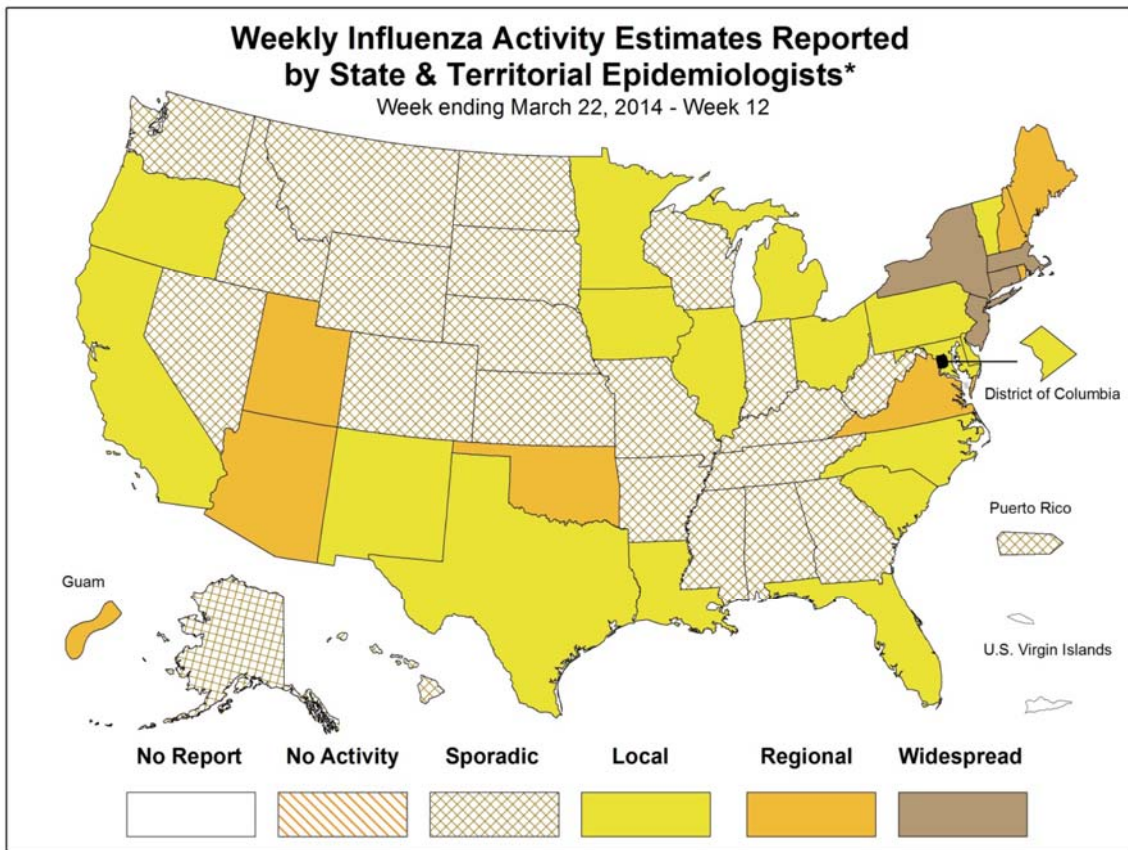 Weekly Influenza Activity Estimates Reported
by State & Territorial Epidemiologists*
Week ending March 22, 2014 - Week 12
District of Columbia
Puerto Rico
Guam
U.S. Virgin Islands
No Report
No Activity
Sporadic
Local
Regional
Widespread